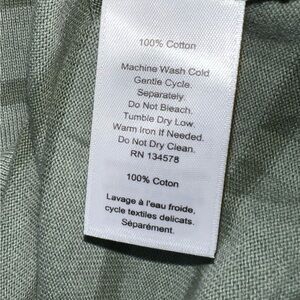 100% Cotton
Machine Wash Cold
Gentle Cycle.
Separately.
Do Not Bleach.
Tumble Dry Low.
Warm Iron If Needed.
Do Not Dry Clean.
RN 134578
100% Coton
Lavage à l'eau froide,
cycle textiles delicats.
Séparément.